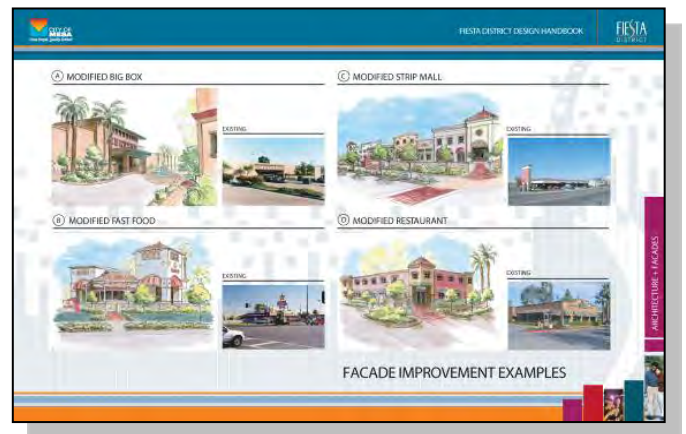 CITY OF
MESA
FIESTA DISTRICT DESIGN HANDBOOK
FIESTA
DISTRICT
A MODIFIED BIG BOX
EXISTING
C MODIFIED STRIP MALL
EXISTING
B MODIFIED FAST FOOD
EXISTING
D MODIFIED RESTAURANT
EXISTING
ARCHITECTURE + FACADES
FACADE IMPROVEMENT EXAMPLES